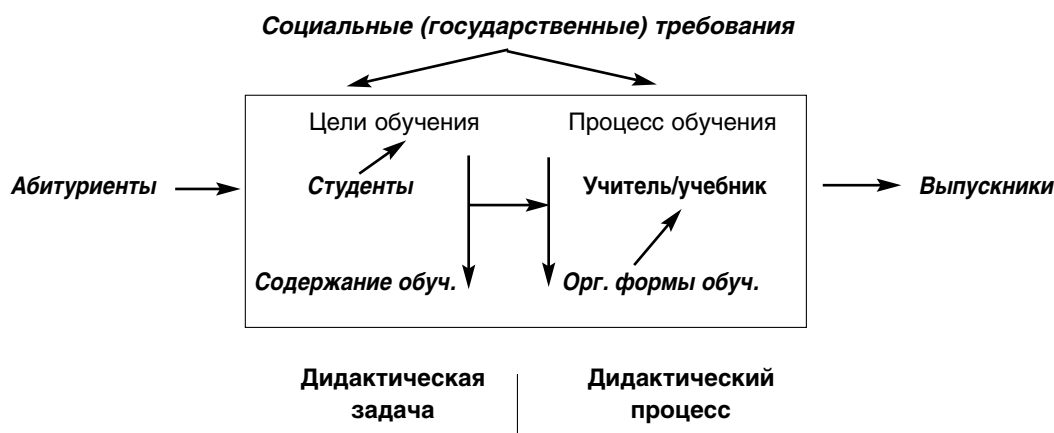 Социальные (государственные) требования
Цели обучения Процесс обучения
Абитуриенты Студенты Учитель/учебник Выпускники
Содержание обуч. Орг. формы обуч.
Дидактическая
задача
Дидактический
процесс